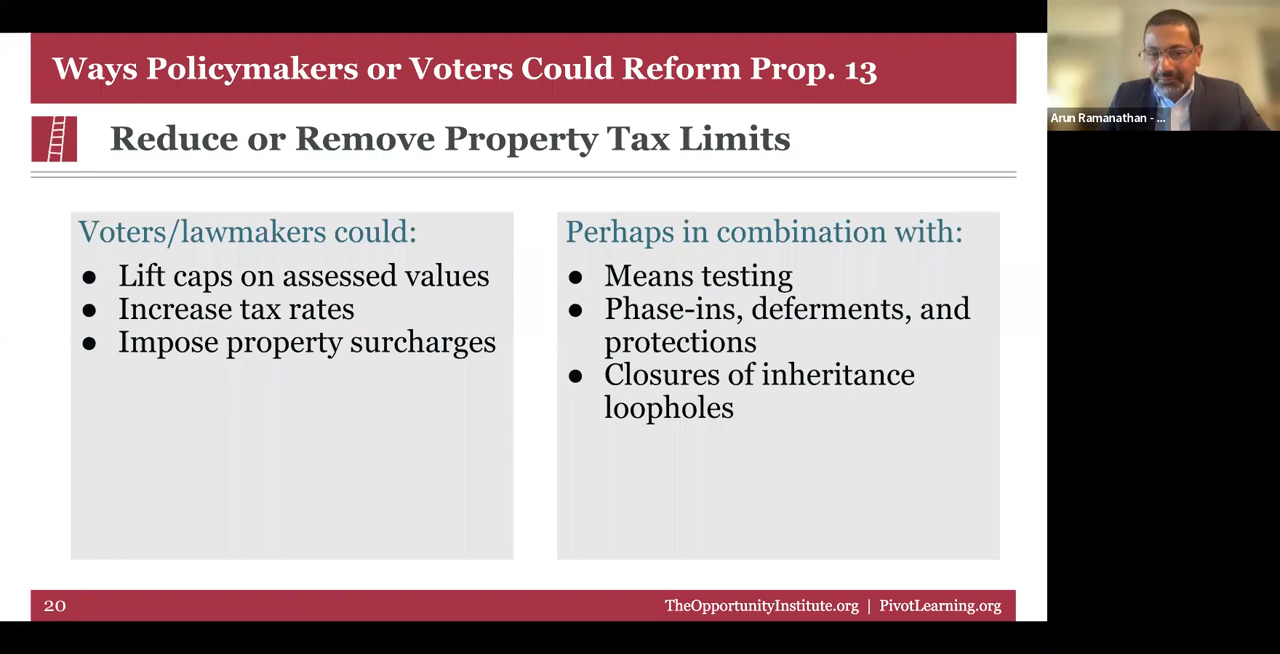 Ways Policymakers or Voters Could Reform Prop. 13
Arun Ramanathan - ...
Reduce or Remove Property Tax Limits
Voters/lawmakers could:
● Lift caps on assessed values
● Increase tax rates
● Impose property surcharges
Perhaps in combination with:
● Means testing
● Phase-ins, deferments, and
protections
● Closures of inheritance
loopholes
20
TheOpportunityInstitute.org | PivotLearning.org